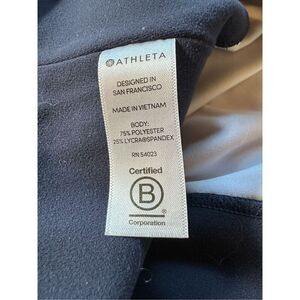 ATHLETA
DESIGNED IN
SAN FRANCISCO
MADE IN VIETNAM
BODY:
75% POLYESTER
25% LYCRA®SPANDEX
RN 54023
Certified
B
Corporation